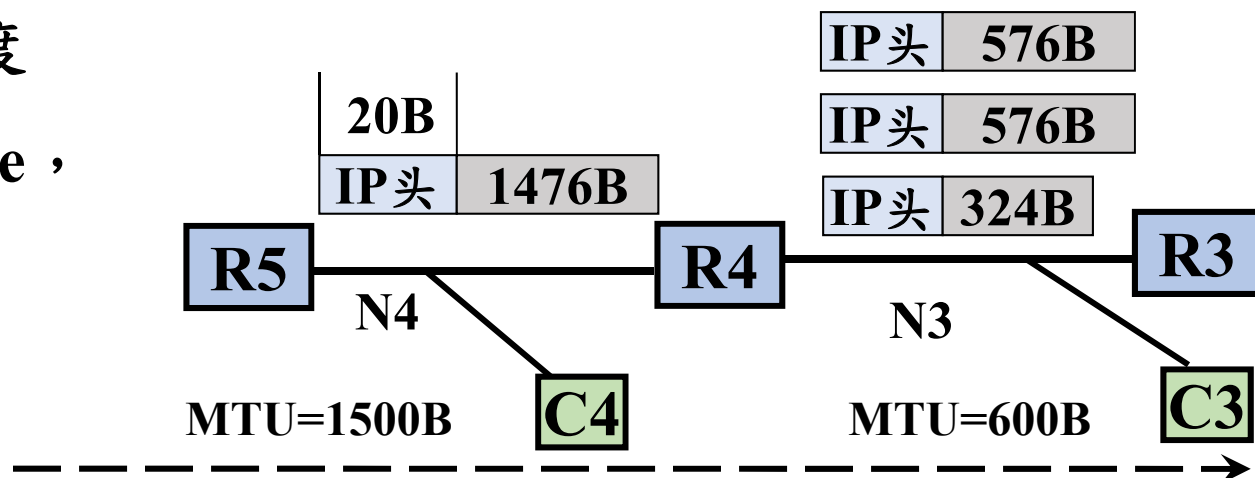 度
e，
20B
IP头 1476B
IP头 576B
IP头 576B
IP头 324B
R5
R4
R3
N4
N3
C4
C3
MTU=1500B
MTU=600B